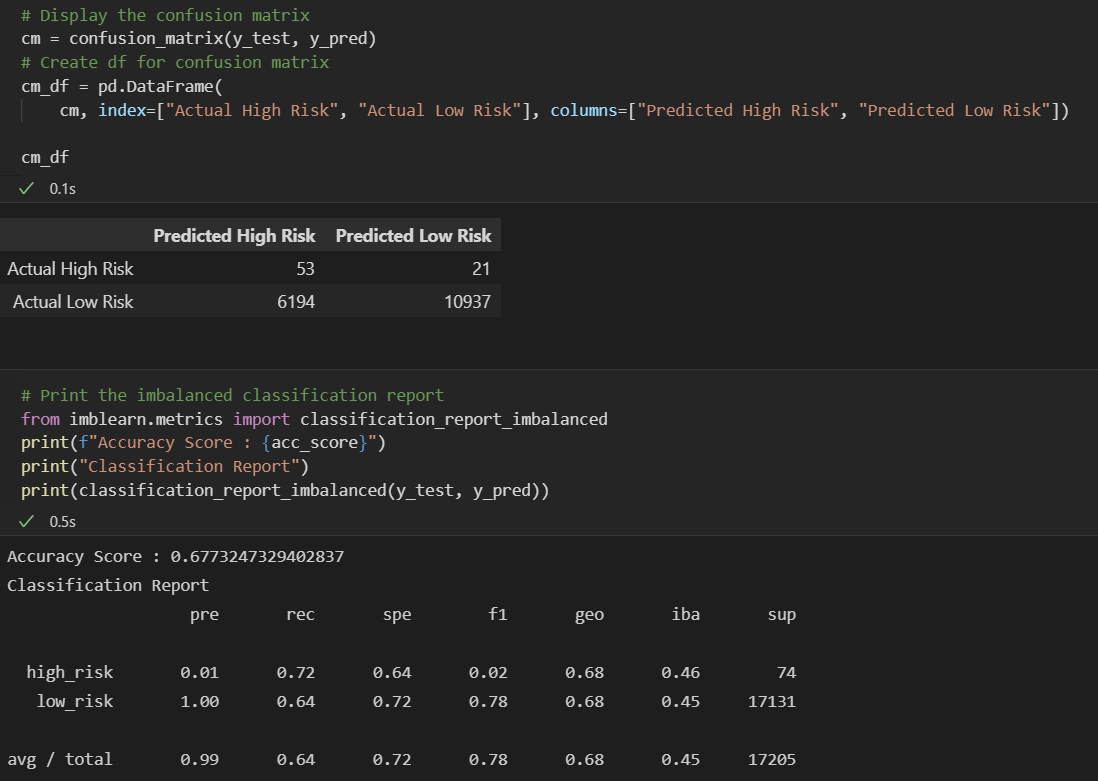 # Display the confusion matrix
cm = confusion_matrix(y_test, y_pred)
# Create df for confusion matrix
cm_df = pd.DataFrame(
    cm, index=["Actual High Risk", "Actual Low Risk"], columns=["Predicted High Risk", "Predicted Low Risk"])
cm_df
✓ 0.1s
Predicted High Risk Predicted Low Risk
Actual High Risk 53 21
Actual Low Risk 6194 10937
# Print the imbalanced classification report
from imblearn.metrics import classification_report_imbalanced
print(f"Accuracy Score : {acc_score}")
print("Classification Report")
print(classification_report_imbalanced(y_test, y_pred))
✓ 0.5s
Accuracy Score : 0.6773247329402837
Classification Report
pre rec spe f1 geo iba sup
high_risk 0.01 0.72 0.64 0.02 0.68 0.46 74
low_risk 1.00 0.64 0.72 0.78 0.68 0.45 17131
avg / total 0.99 0.64 0.72 0.78 0.68 0.45 17205